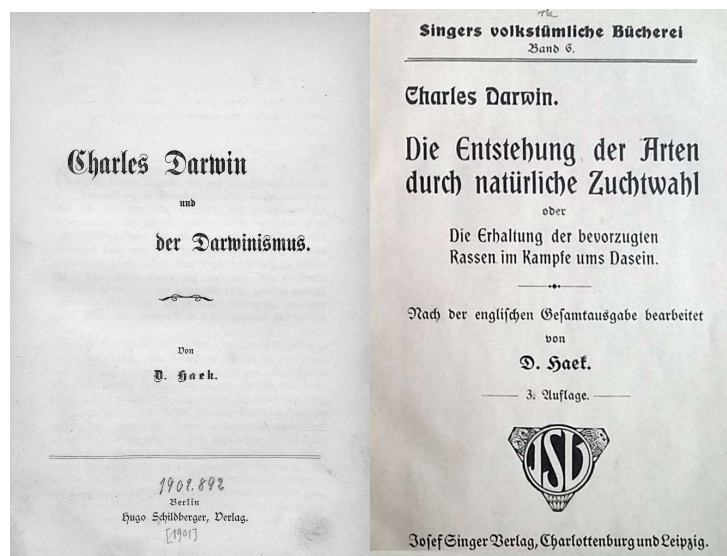 Charles Darwin
und
der Darwinismus.
Von
D. Haek.
1902.892
Berlin
Hugo Schildberger, Verlag.
[1901]
Singers volkstümliche Bücherei
Band 6.
Charles Darwin.
Die Entstehung der Arten
durch natürliche Zuchtwahl
oder
Die Erhaltung der bevorzugten
Rassen im Kampfe ums Dasein.
Nach der englischen Gesamtausgabe bearbeitet
von
D. Haek.
3. Auflage.
JSV
Josef Singer Verlag, Charlottenburg und Leipzig.